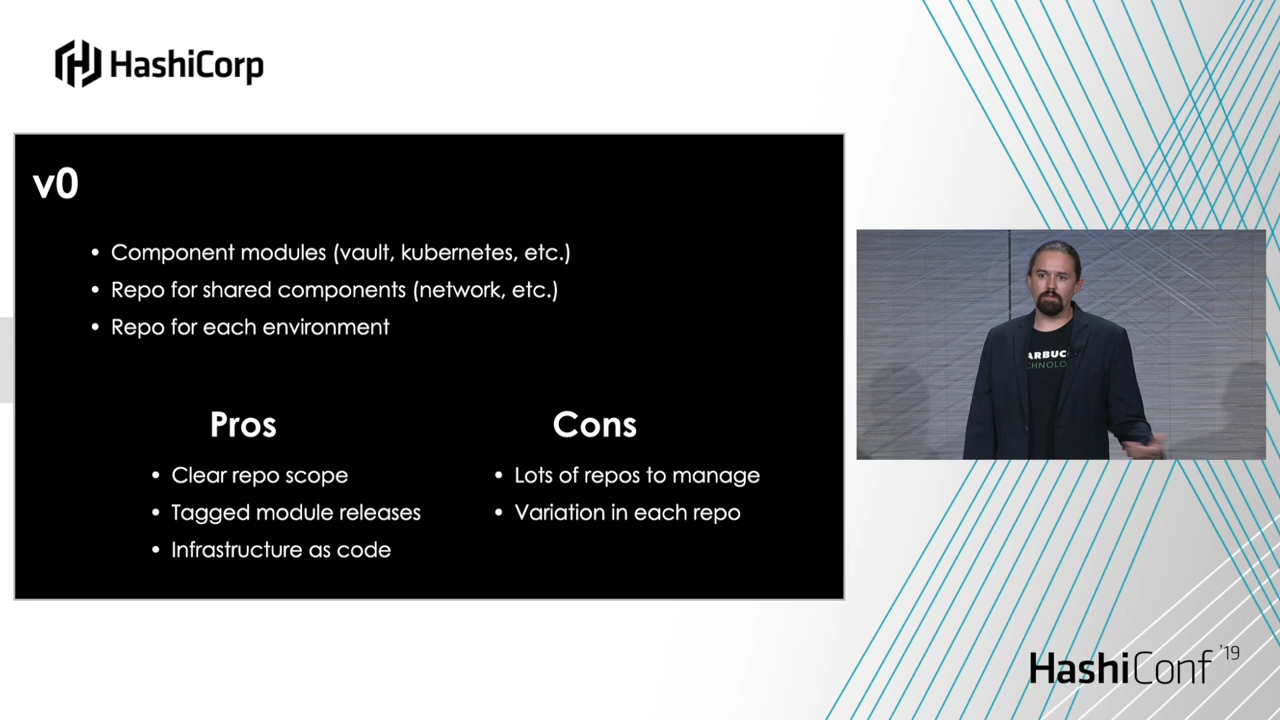 HashiCorp
v0
• Component modules (vault, kubernetes, etc.)
• Repo for shared components (network, etc.)
• Repo for each environment
Pros
• Clear repo scope
• Tagged module releases
• Infrastructure as code
Cons
• Lots of repos to manage
• Variation in each repo
ARBUC
CHNOLO
HashiConf '19